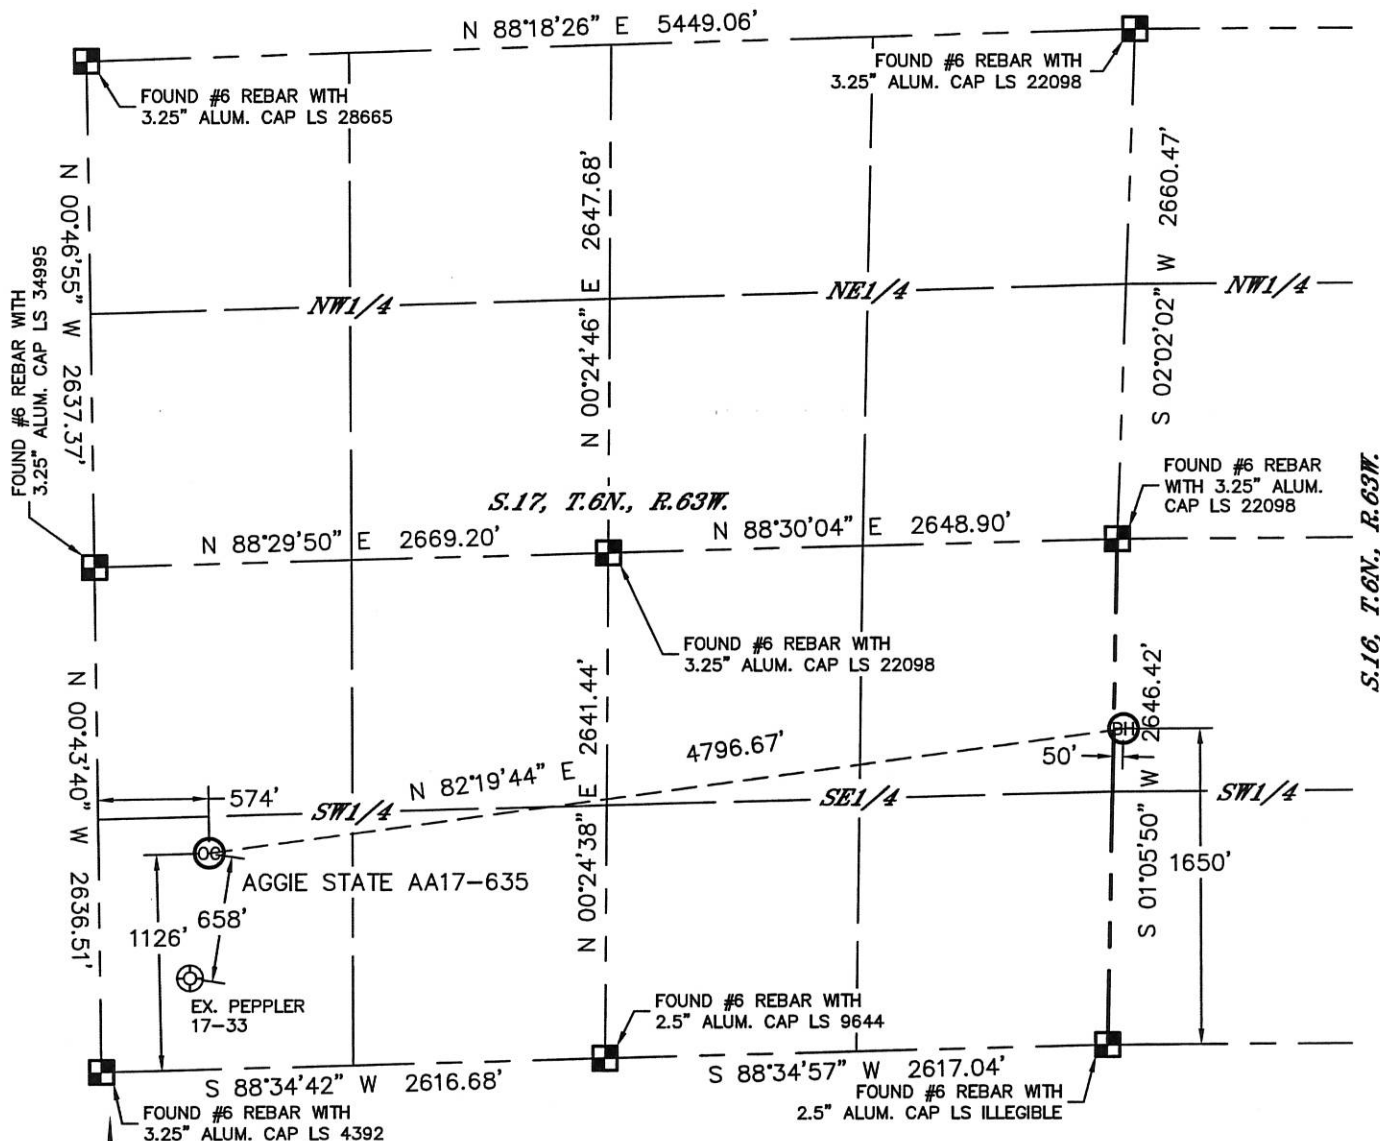 N 88°18'26" E 5449.06'
FOUND #6 REBAR WITH
3.25" ALUM. CAP LS 28665
FOUND #6 REBAR WITH
3.25" ALUM. CAP LS 22098
N 00°46'55" W 2637.37'
N 00°24'46" E 2647.68'
S 02°02'02" W 2660.47'
NW1/4
NE1/4
NW1/4
FOUND #6 REBAR WITH
3.25" ALUM. CAP LS 34995
S.17, T.6N., R.63W.
FOUND #6 REBAR
WITH 3.25" ALUM.
CAP LS 22098
S.16, T.6N., R.63W.
N 88°29'50" E 2669.20'
N 88°30'04" E 2648.90'
FOUND #6 REBAR WITH
3.25" ALUM. CAP LS 22098
N 00°43'40" W 2636.51'
N 00°24'38" E 2641.44'
S 01°05'50" W 2646.42'
BH
50'
4796.67'
N 82°19'44" E
574'
SW1/4
SE1/4
SW1/4
OG
AGGIE STATE AA17-635
1650'
658'
1126'
EX. PEPPLER
17-33
FOUND #6 REBAR WITH
2.5" ALUM. CAP LS 9644
S 88°34'42" W 2616.68'
S 88°34'57" W 2617.04'
FOUND #6 REBAR WITH
2.5" ALUM. CAP LS ILLEGIBLE
FOUND #6 REBAR WITH
3.25" ALUM. CAP LS 4392